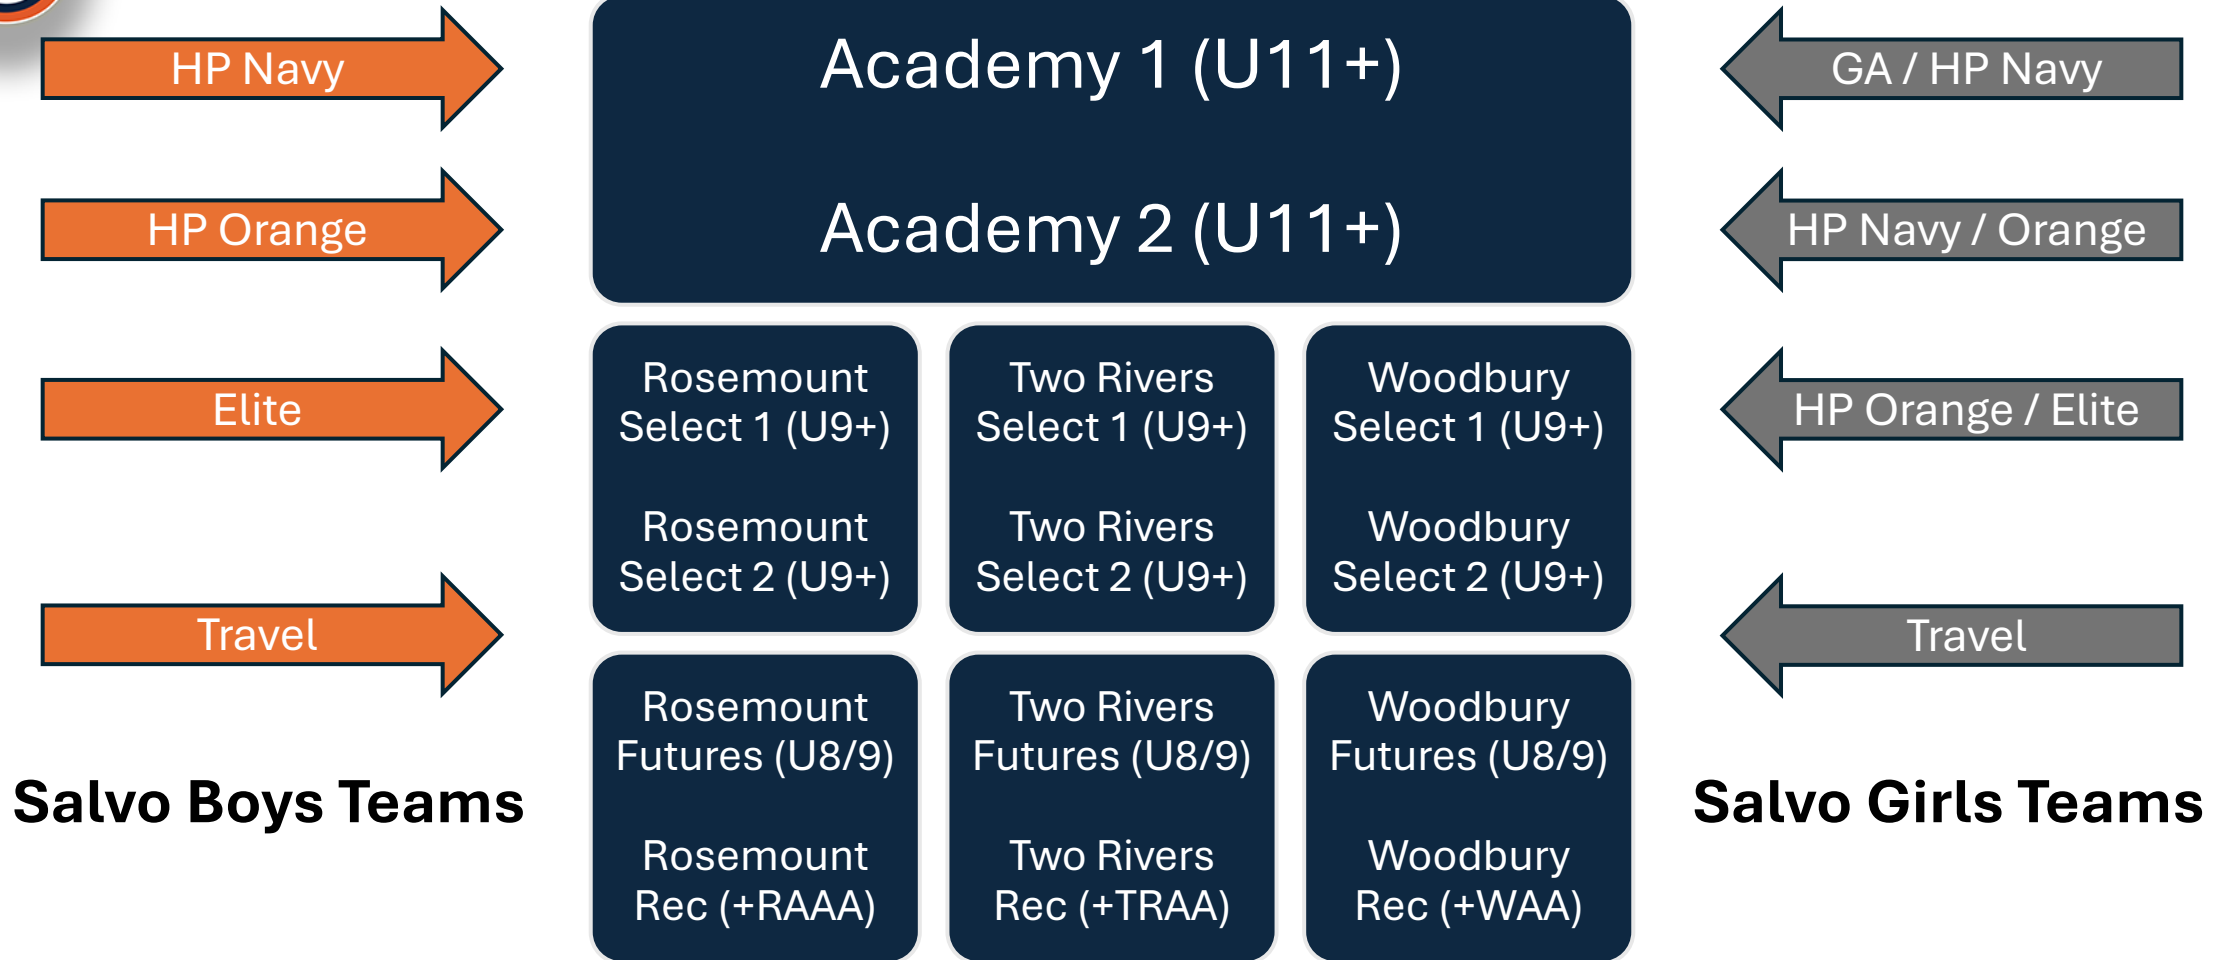 HP Navy
Academy 1 (U11+)
GA / HP Navy
HP Orange
Academy 2 (U11+)
HP Navy / Orange
Elite
Rosemount
Select 1 (U9+)
Two Rivers
Select 1 (U9+)
Woodbury
Select 1 (U9+)
HP Orange / Elite
Rosemount
Select 2 (U9+)
Two Rivers
Select 2 (U9+)
Woodbury
Select 2 (U9+)
Travel
Travel
Rosemount
Futures (U8/9)
Two Rivers
Futures (U8/9)
Woodbury
Futures (U8/9)
Salvo Boys Teams
Salvo Girls Teams
Rosemount
Rec (+RAAA)
Two Rivers
Rec (+TRAA)
Woodbury
Rec (+WAA)